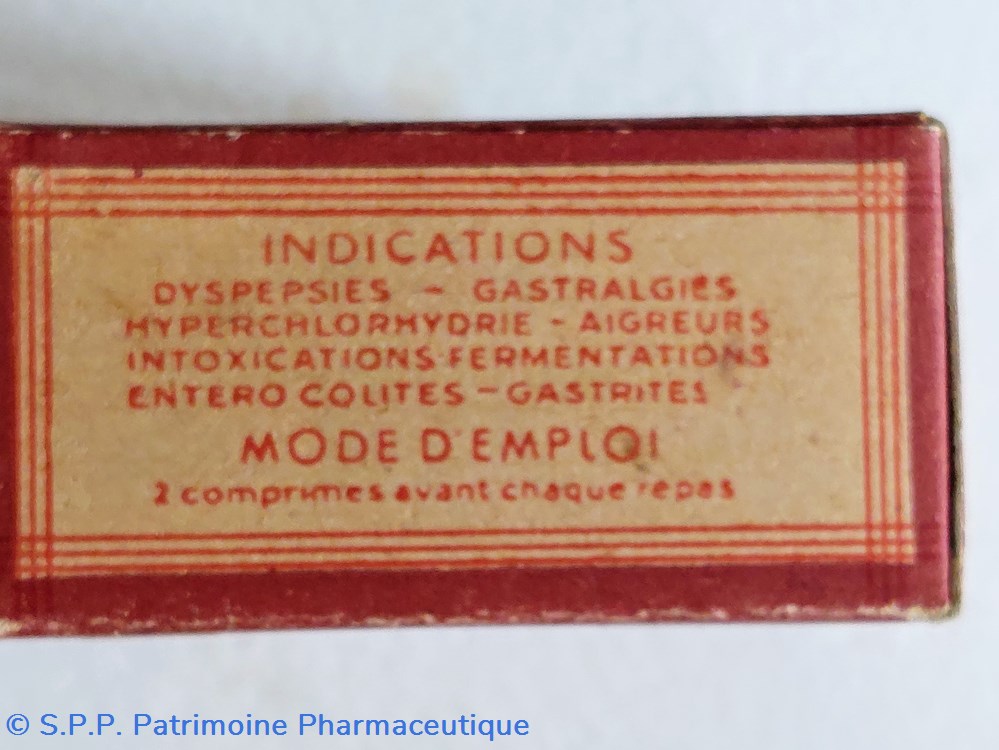 INDICATIONS
DYSPEPSIES - GASTRALGIES
HYPERCHLORHYDRIE - AIGREURS
INTOXICATIONS-FERMENTATIONS
ENTERO COLITES - GASTRITES
MODE D'EMPLOI
2 comprimes avant chaque repas
© S.P.P. Patrimoine Pharmaceutique